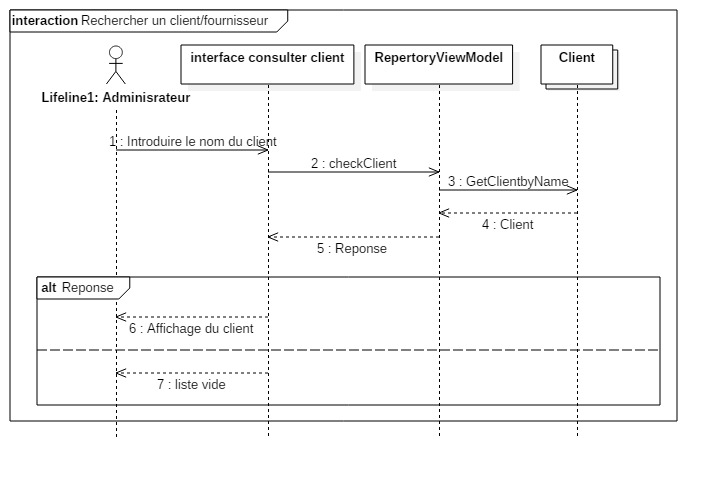 interaction Rechercher un client/fournisseur
interface consulter client
RepertoryViewModel
Client
Lifeline1: Adminisrateur
1 : Introduire le nom du client
2 : checkClient
3 : GetClientbyName
4 : Client
5 : Reponse
alt Reponse
6 : Affichage du client
7 : liste vide